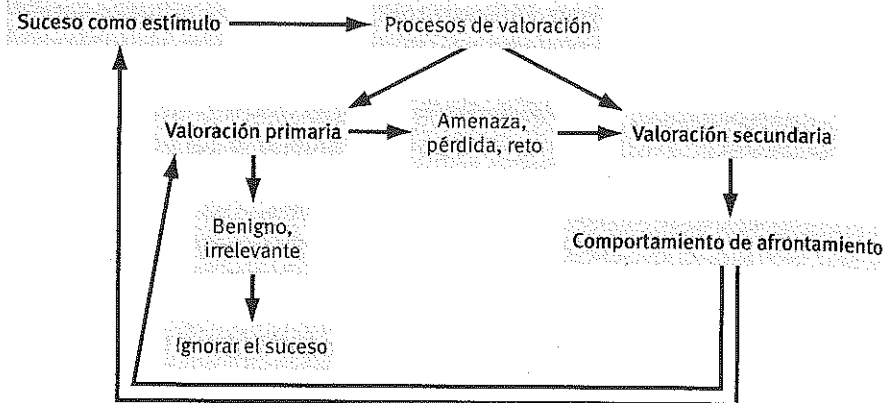 Suceso como estímulo
Procesos de valoración
Valoración primaria
Amenaza,
pérdida, reto
Valoración secundaria
Benigno,
irrelevante
Comportamiento de afrontamiento
Ignorar el suceso